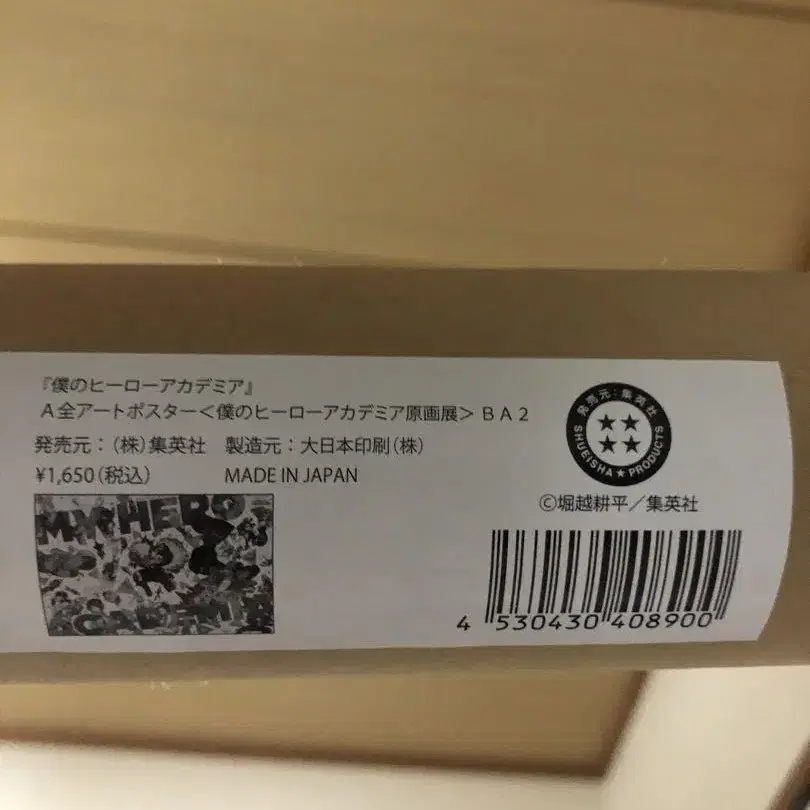 『僕のヒーローアカデミア』
A全アートポスター＜僕のヒーローアカデミア原画展＞ BA2
発売元：(株)集英社　製造元：大日本印刷(株)
¥1,650(税込)　MADE IN JAPAN
MY HERO
ACADEMIA
発売元：集英社
SHUEISHA★PRODUCTS
©堀越耕平／集英社
4 530430 408900